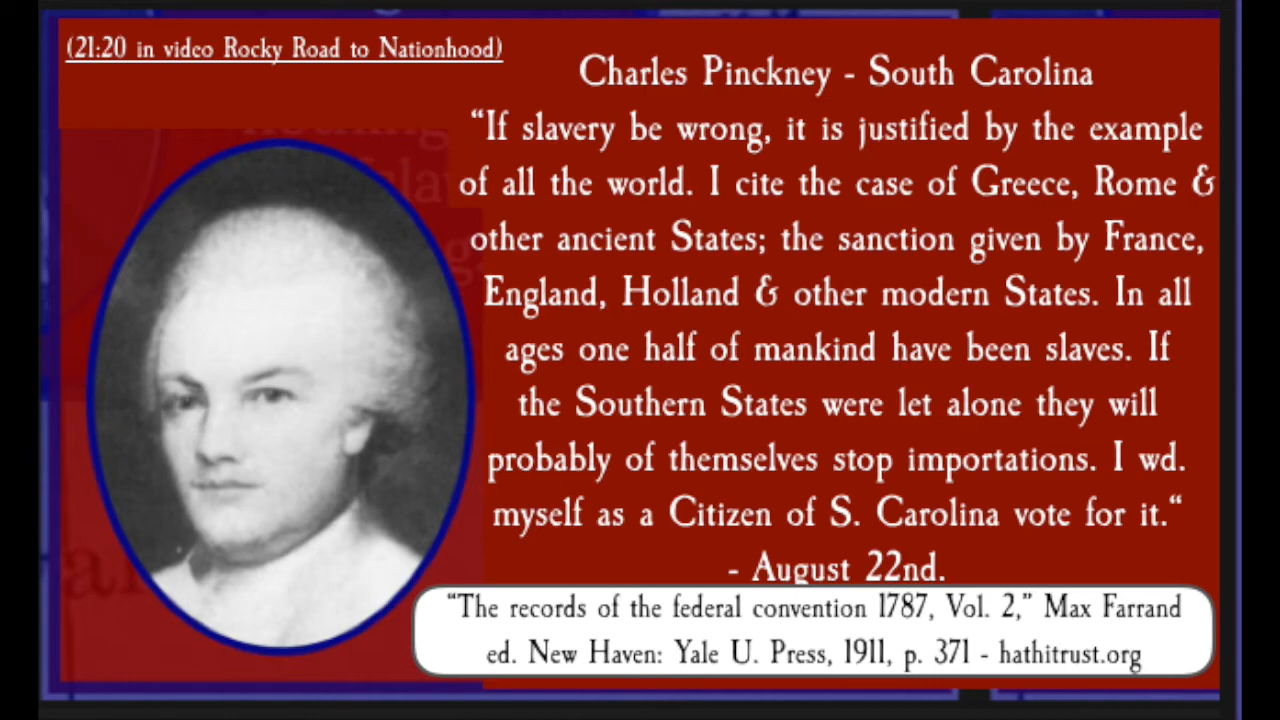 (21:20 in video Rocky Road to Nationhood)
Charles Pinckney - South Carolina
“If slavery be wrong, it is justified by the example
of all the world. I cite the case of Greece, Rome &
other ancient States; the sanction given by France,
England, Holland & other modern States. In all
ages one half of mankind have been slaves. If
the Southern States were let alone they will
probably of themselves stop importations. I wd.
myself as a Citizen of S. Carolina vote for it.“
- August 22nd.
“The records of the federal convention 1787, Vol. 2,” Max Farrand
ed. New Haven: Yale U. Press, 1911, p. 371 - hathitrust.org